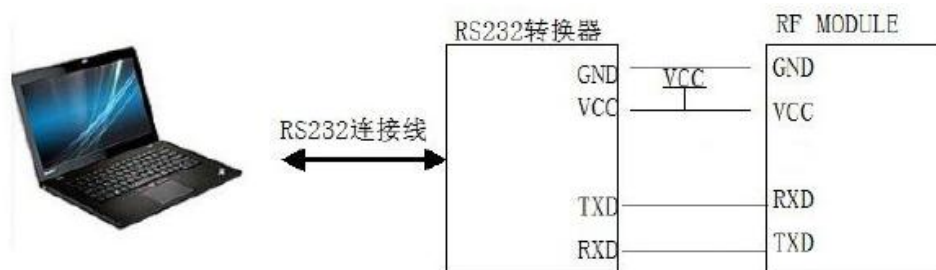 RS232转换器
RF MODULE
GND
VCC
GND
VCC
VCC
RS232连接线
TXD
RXD
RXD
TXD